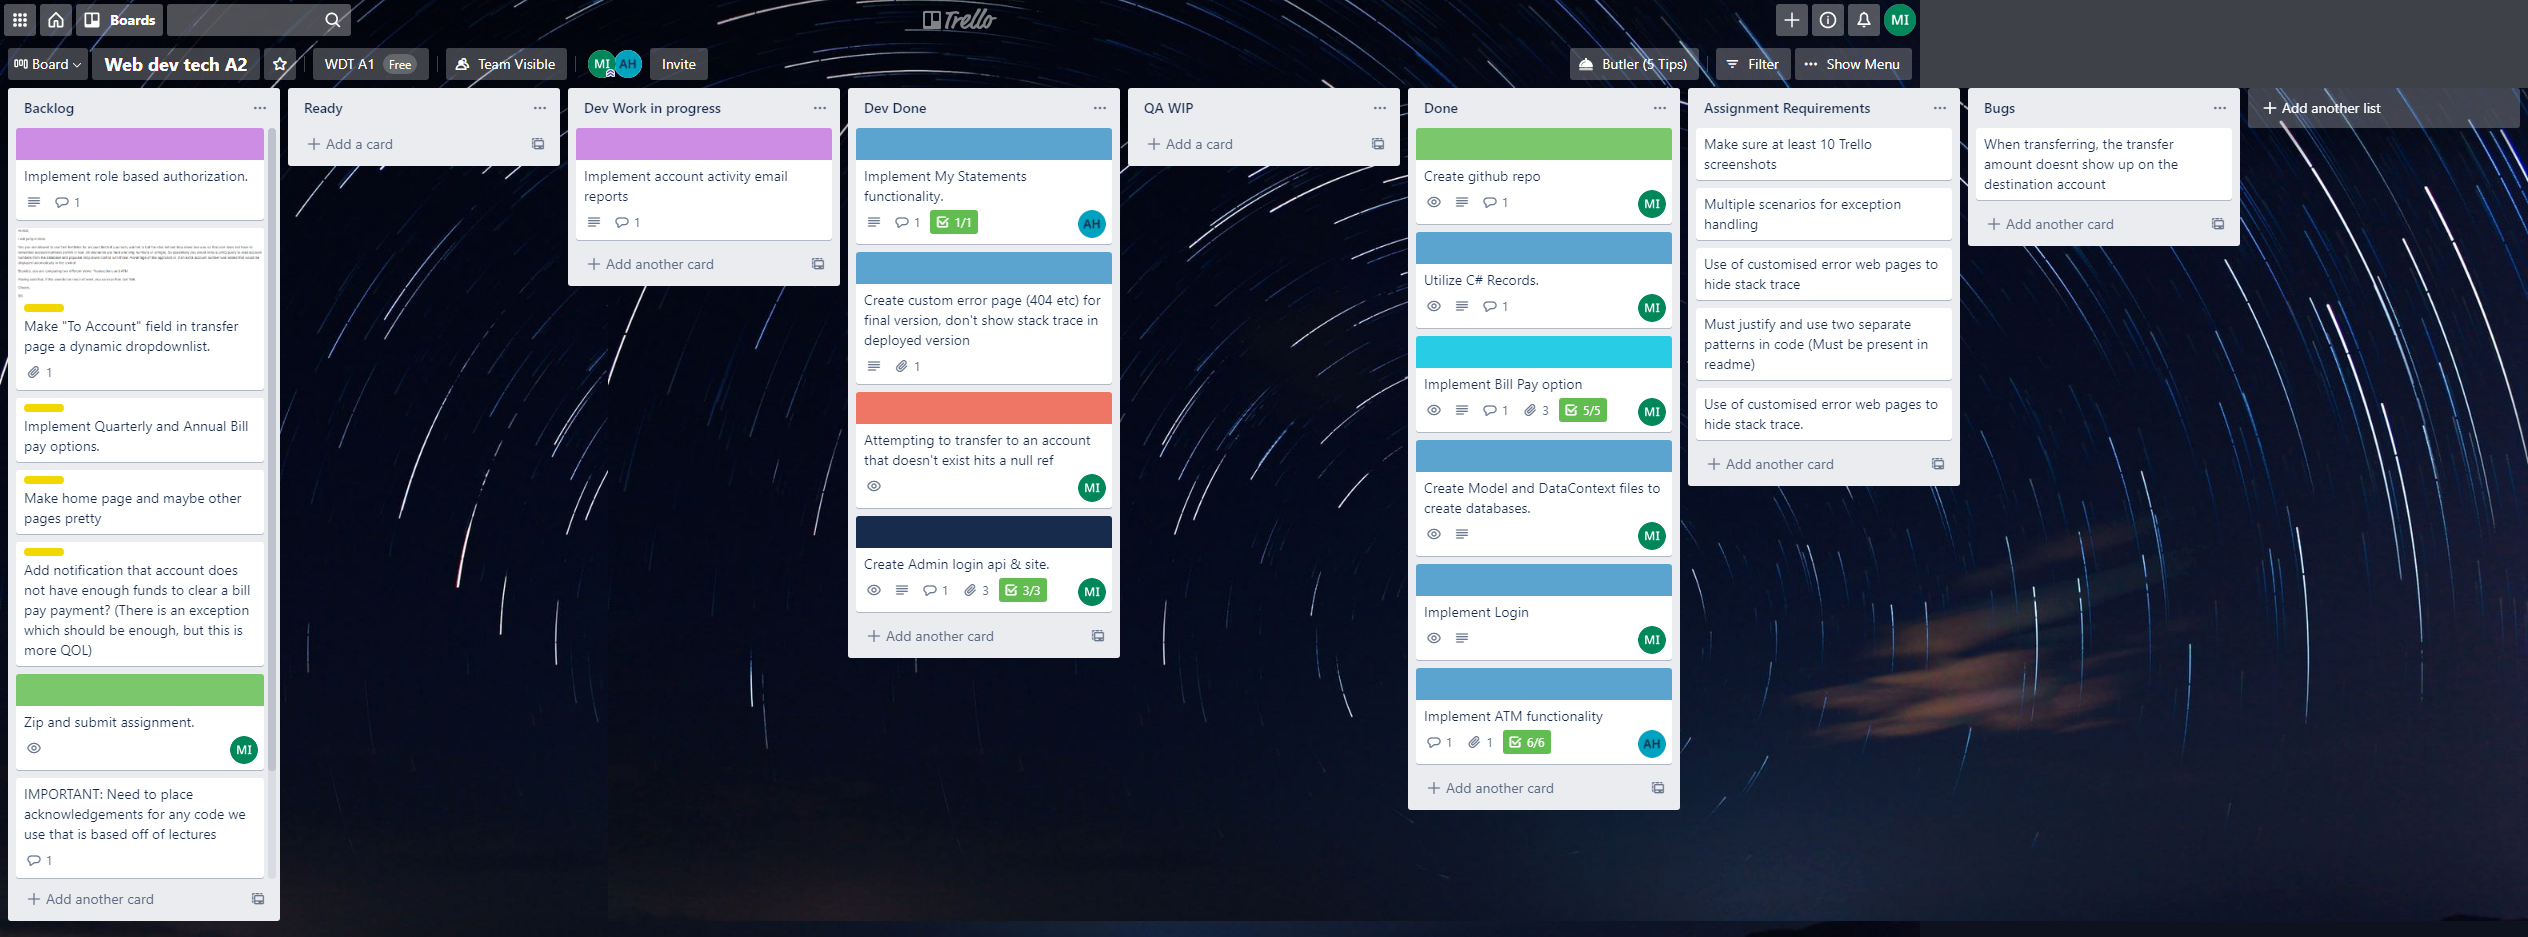 Boards
Trello
MI
Board
Web dev tech A2
WDT A1 Free
Team Visible
MI AH
Invite
Butler (5 Tips)
Filter
Show Menu
Backlog
Implement role based authorization.
1
Make "To Account" field in transfer
page a dynamic dropdownlist.
1
Implement Quarterly and Annual Bill
pay options.
Make home page and maybe other
pages pretty
Add notification that account does
not have enough funds to clear a bill
pay payment? (There is an exception
which should be enough, but this is
more QOL)
Zip and submit assignment.
MI
IMPORTANT: Need to place
acknowledgements for any code we
use that is based off of lectures
1
Add another card
Ready
Add a card
Dev Work in progress
Implement account activity email
reports
1
Add another card
Dev Done
Implement My Statements
functionality.
1 1/1
AH
Create custom error page (404 etc) for
final version, don't show stack trace in
deployed version
1
Attempting to transfer to an account
that doesn't exist hits a null ref
MI
Create Admin login api & site.
1 3 3/3
MI
Add another card
QA WIP
Add a card
Done
Create github repo
1
MI
Utilize C# Records.
1
MI
Implement Bill Pay option
1 3 5/5
MI
Create Model and DataContext files to
create databases.
MI
Implement Login
MI
Implement ATM functionality
1 1 6/6
AH
Add another card
Assignment Requirements
Make sure at least 10 Trello
screenshots
Multiple scenarios for exception
handling
Use of customised error web pages to
hide stack trace
Must justify and use two separate
patterns in code (Must be present in
readme)
Use of customised error web pages to
hide stack trace.
Add another card
Bugs
When transferring, the transfer
amount doesnt show up on the
destination account
Add another card
Add another list